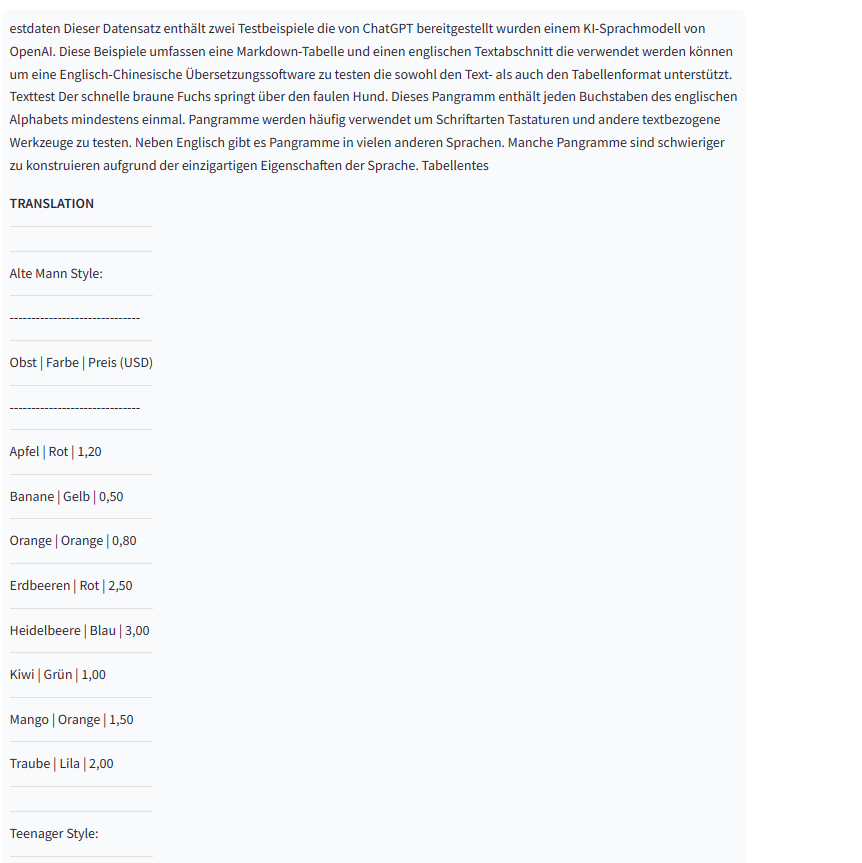 estdaten Dieser Datensatz enthält zwei Testbeispiele die von ChatGPT bereitgestellt wurden einem KI-Sprachmodell von
OpenAI. Diese Beispiele umfassen eine Markdown-Tabelle und einen englischen Textabschnitt die verwendet werden können
um eine Englisch-Chinesische Übersetzungssoftware zu testen die sowohl den Text- als auch den Tabellenformat unterstützt.
Texttest Der schnelle braune Fuchs springt über den faulen Hund. Dieses Pangramm enthält jeden Buchstaben des englischen
Alphabets mindestens einmal. Pangramme werden häufig verwendet um Schriftarten Tastaturen und andere textbezogene
Werkzeuge zu testen. Neben Englisch gibt es Pangramme in vielen anderen Sprachen. Manche Pangramme sind schwieriger
zu konstruieren aufgrund der einzigartigen Eigenschaften der Sprache. Tabellentes
TRANSLATION
Alte Mann Style:
------------------------------
Obst | Farbe | Preis (USD)
------------------------------
Apfel | Rot | 1,20
Banane | Gelb | 0,50
Orange | Orange | 0,80
Erdbeeren | Rot | 2,50
Heidelbeere | Blau | 3,00
Kiwi | Grün | 1,00
Mango | Orange | 1,50
Traube | Lila | 2,00
Teenager Style: